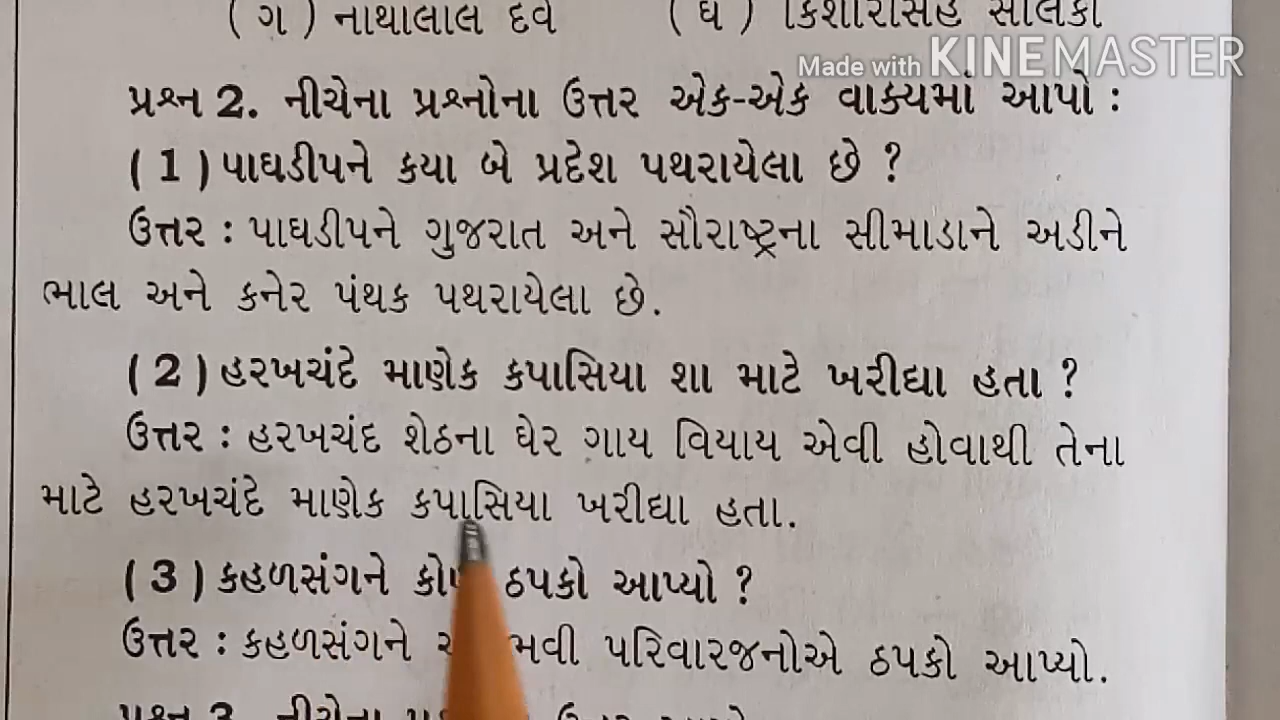 ( ગ ) નાથાલાલ દવે ( ઘ ) કિશોરસિંહ સોલંકી
Made with KINEMASTER
પ્રશ્ન 2. નીચેના પ્રશ્નોના ઉત્તર એક-એક વાક્યમાં આપો :
( 1 ) પાઘડીપને કયા બે પ્રદેશ પથરાયેલા છે ?
ઉત્તર : પાઘડીપને ગુજરાત અને સૌરાષ્ટ્રના સીમાડાને અડીને
ભાલ અને કનેર પંથક પથરાયેલા છે.
( 2 ) હરખચંદે માણેક કપાસિયા શા માટે ખરીદ્યા હતા ?
ઉત્તર : હરખચંદ શેઠના ઘેર ગાય વિયાય એવી હોવાથી તેના
માટે હરખચંદે માણેક કપાસિયા ખરીદ્યા હતા.
( 3 ) કહળસંગને ઠપકો આપ્યો ?
ઉત્તર : કહળસંગને પરિવારજનોએ ઠપકો આપ્યો.
પ્રશ્ન 3. નીચેના